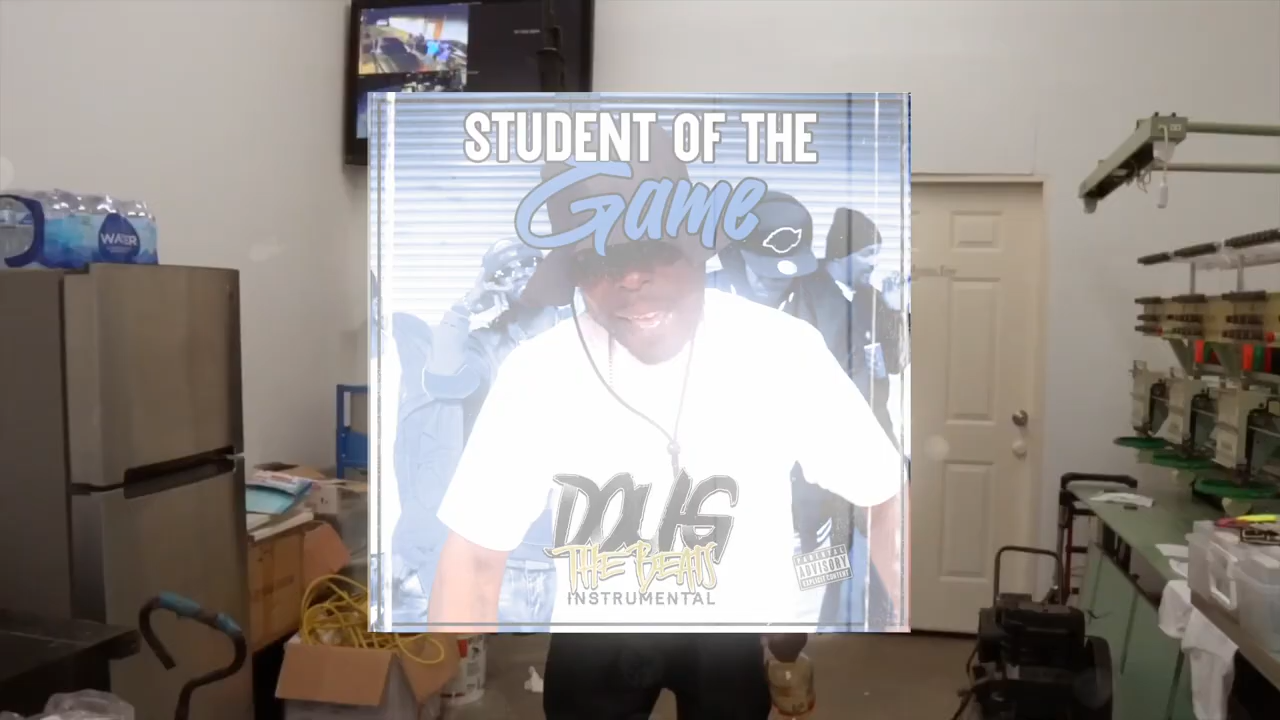 WATER
STUDENT OF THE
Game
DOUG
THE BEATS
INSTRUMENTAL
PARENTAL
ADVISORY
EXPLICIT CONTENT